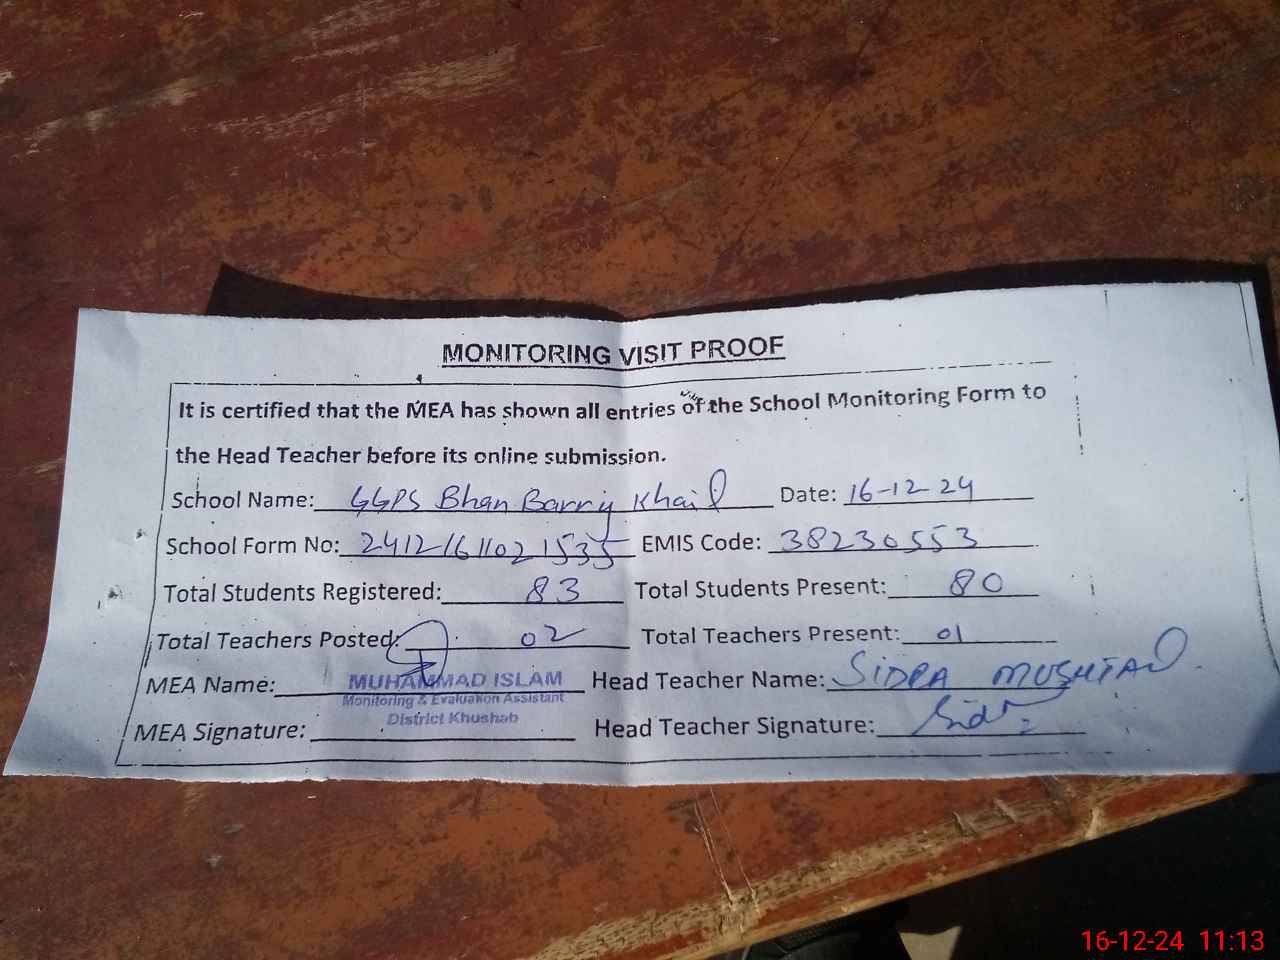 MONITORING VISIT PROOF
It is certified that the MEA has shown all entries of the School Monitoring Form to
the Head Teacher before its online submission.
School Name: GGPS Bhan Barry Khail Date: 16-12-24
School Form No: 24121611021535 EMIS Code: 38230553
Total Students Registered: 83 Total Students Present: 80
Total Teachers Posted: 02 Total Teachers Present: 01
MEA Name: MUHAMMAD ISLAM Head Teacher Name: SIDRA MUSHTAQ
Monitoring & Evaluation Assistant
District Khushab
MEA Signature: Head Teacher Signature:
16-12-24 11:13